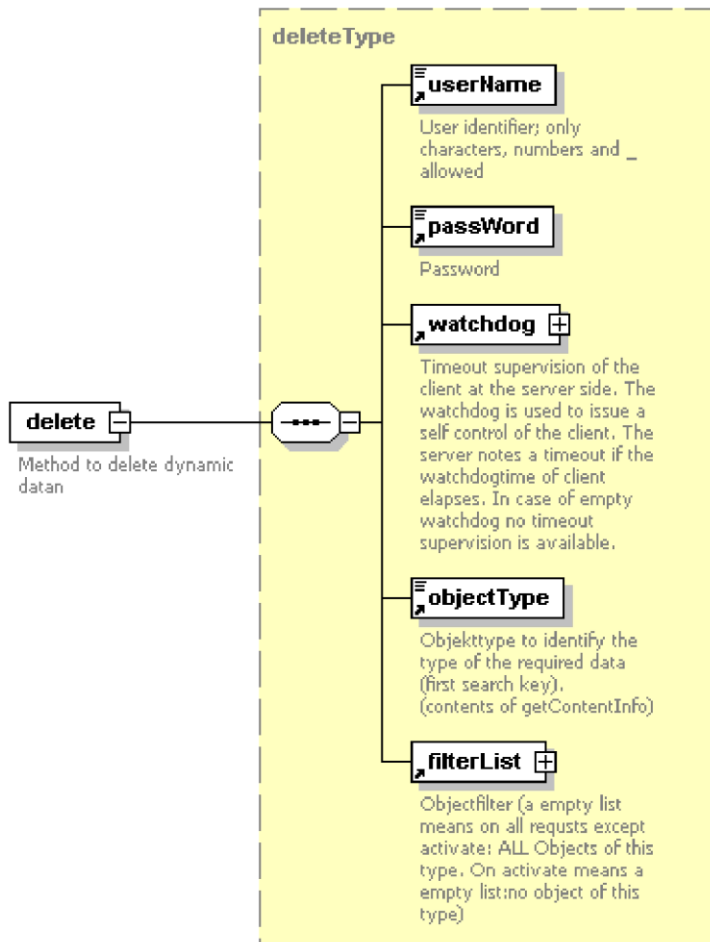 deleteType
userName
User identifier; only
characters, numbers and _
allowed
passWord
Password
watchdog
Timeout supervision of the
client at the server side. The
watchdog is used to issue a
self control of the client. The
server notes a timeout if the
watchdogtime of client
elapses. In case of empty
watchdog no timeout
supervision is available.
delete
Method to delete dynamic
datan
objectType
Objekttype to identify the
type of the required data
(first search key).
(contents of getContentInfo)
filterList
Objectfilter (a empty list
means on all requsts except
activate: ALL Objects of this
type. On activate means a
empty list:no object of this
type)